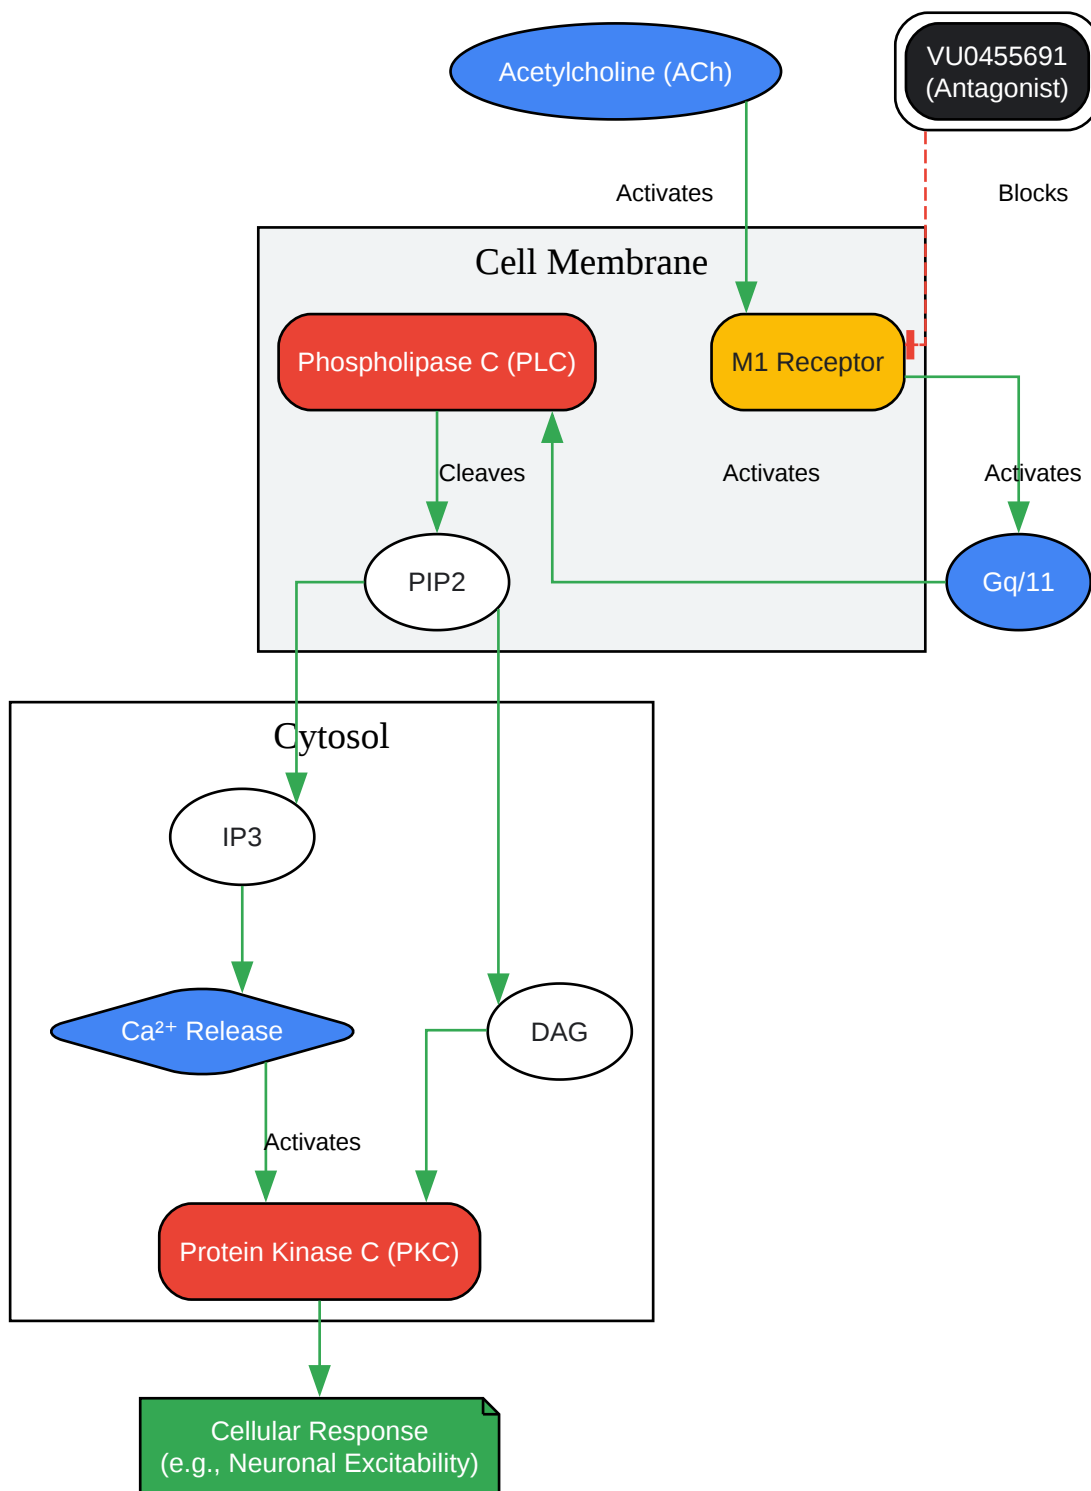 Acetylcholine (ACh)
VU0455691
(Antagonist)
Activates
Blocks
Cell Membrane
Phospholipase C (PLC)
M1 Receptor
Cleaves
Activates
Activates
PIP2
Gq/11
Cytosol
IP3
Ca²⁺ Release
DAG
Activates
Protein Kinase C (PKC)
Cellular Response
(e.g., Neuronal Excitability)